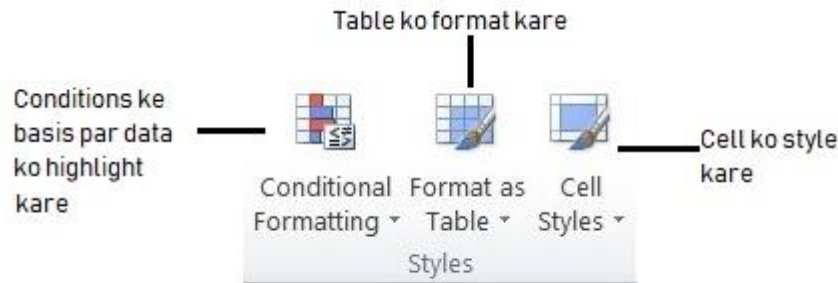 Table ko format kare
Conditions ke
basis par data
ko highlight
kare
Cell ko style
kare
Conditional
Formatting
Format as
Table
Cell
Styles
Styles